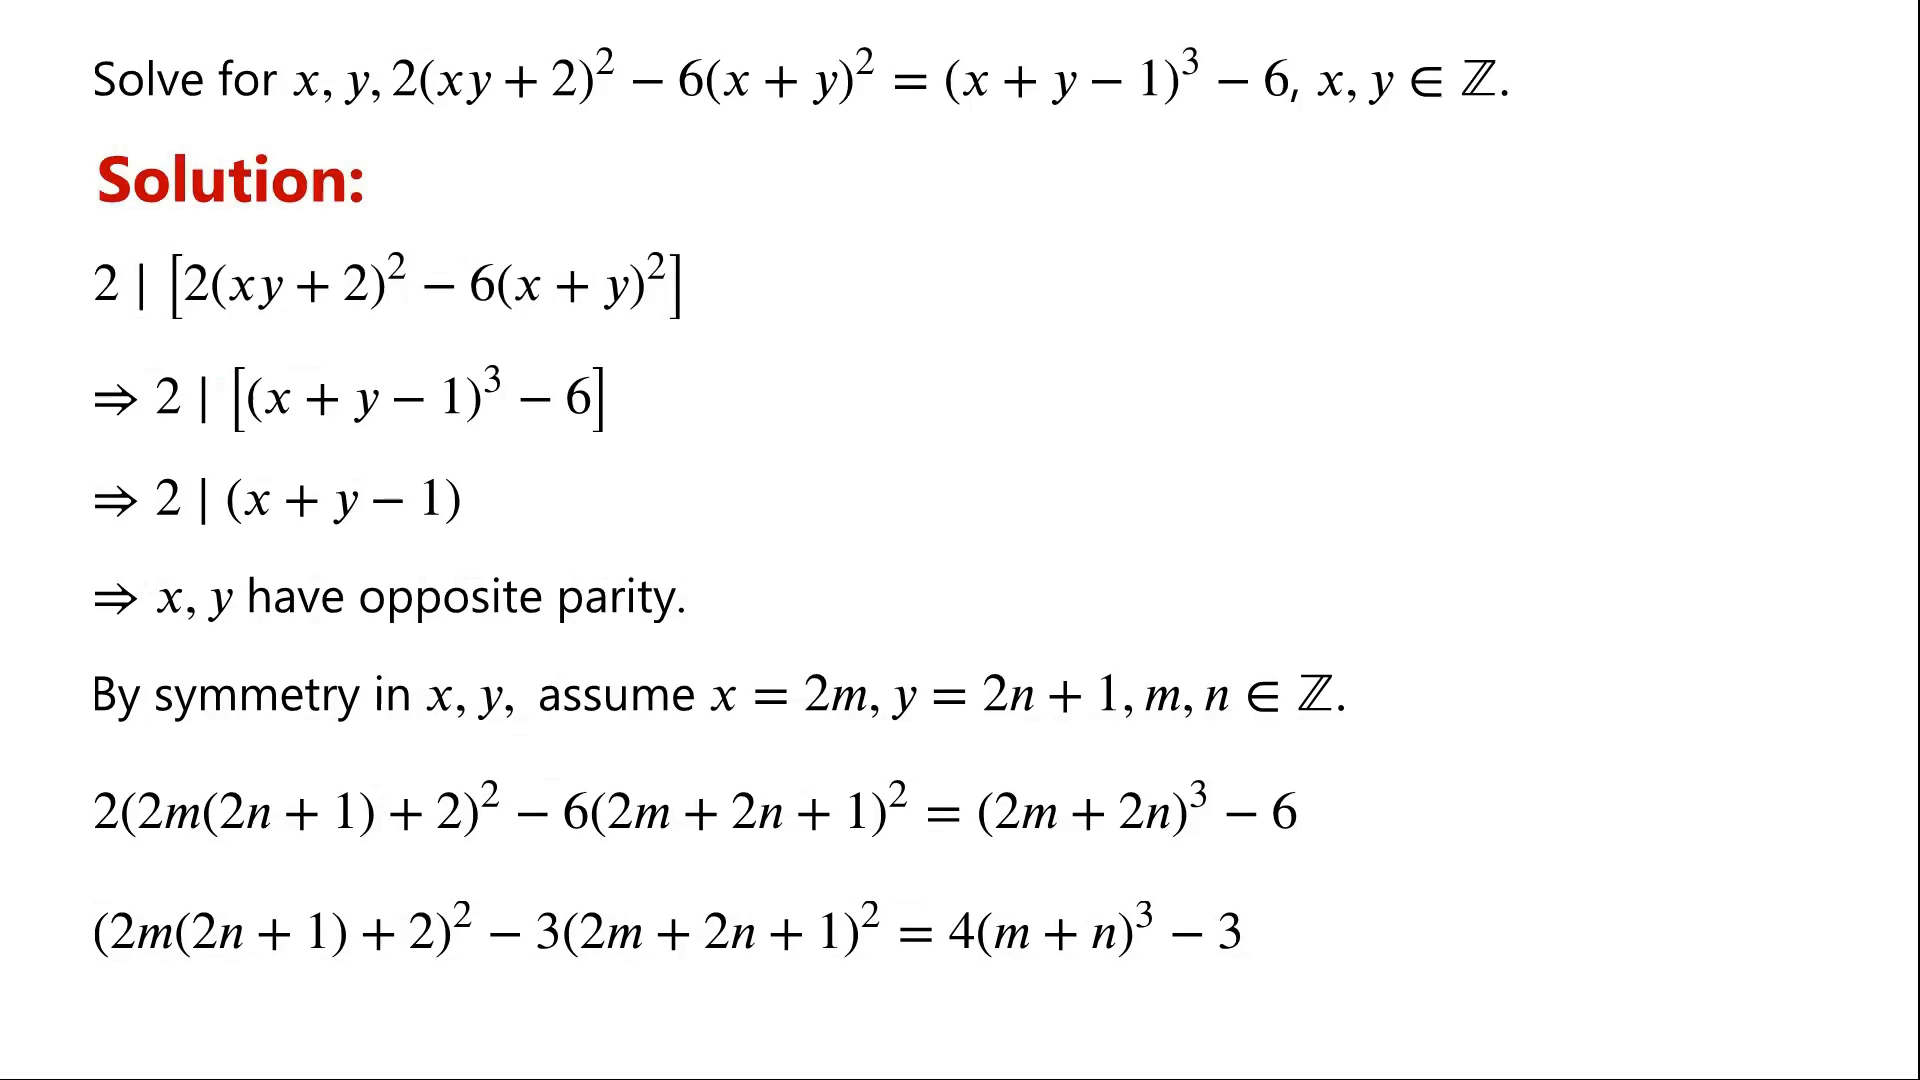 Solve for x, y, 2(xy + 2)² − 6(x + y)² = (x + y − 1)³ − 6, x, y ∈ ℤ.
Solution:
2 | [2(xy + 2)² − 6(x + y)²]
⇒ 2 | [(x + y − 1)³ − 6]
⇒ 2 | (x + y − 1)
⇒ x, y have opposite parity.
By symmetry in x, y, assume x = 2m, y = 2n + 1, m, n ∈ ℤ.
2(2m(2n + 1) + 2)² − 6(2m + 2n + 1)² = (2m + 2n)³ − 6
(2m(2n + 1) + 2)² − 3(2m + 2n + 1)² = 4(m + n)³ − 3